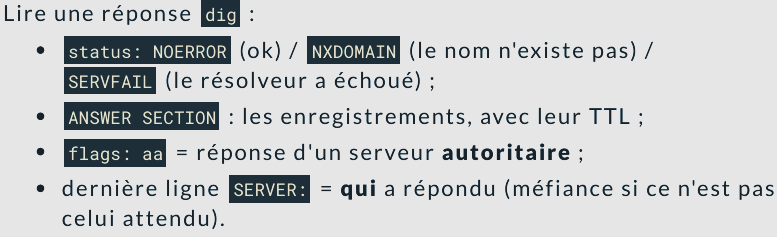 Lire une réponse dig :
• status: NOERROR (ok) / NXDOMAIN (le nom n'existe pas) /
SERVFAIL (le résolveur a échoué) ;
• ANSWER SECTION : les enregistrements, avec leur TTL ;
• flags: aa = réponse d'un serveur autoritaire ;
• dernière ligne SERVER: = qui a répondu (méfiance si ce n'est pas
celui attendu).